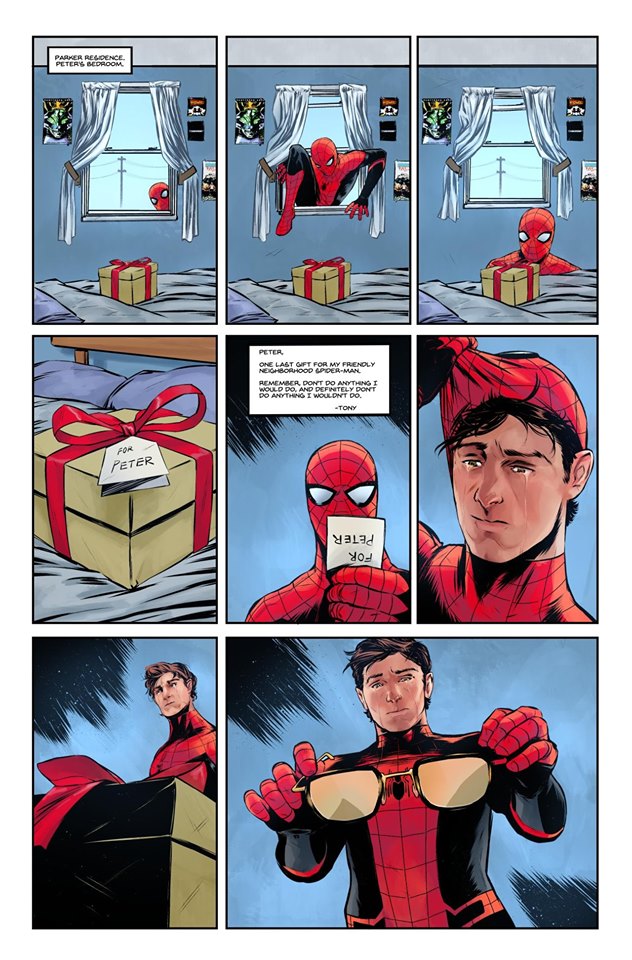 PARKER RESIDENCE.
PETER'S BEDROOM.
FOR
PETER
PETER,
ONE LAST GIFT FOR MY FRIENDLY
NEIGHBORHOOD SPIDER-MAN.
REMEMBER, DON'T DO ANYTHING I
WOULD DO, AND DEFINITELY DON'T
DO ANYTHING I WOULDN'T DO.
-TONY
FOR
PETER